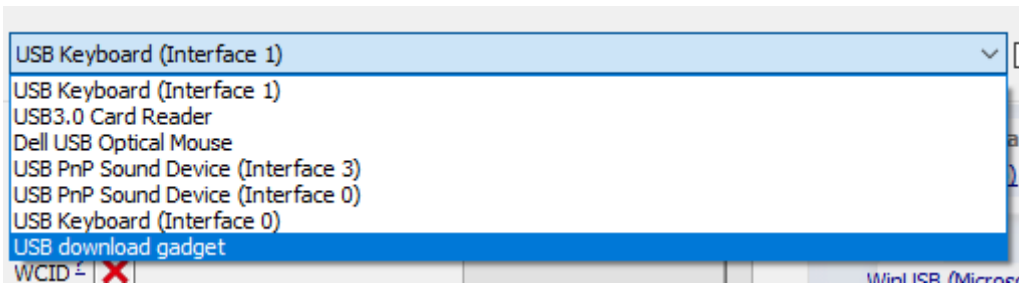 USB Keyboard (Interface 1)
USB Keyboard (Interface 1)
USB3.0 Card Reader
Dell USB Optical Mouse
USB PnP Sound Device (Interface 3)
USB PnP Sound Device (Interface 0)
USB Keyboard (Interface 0)
USB download gadget
WCID ?
WinUSB (Micros